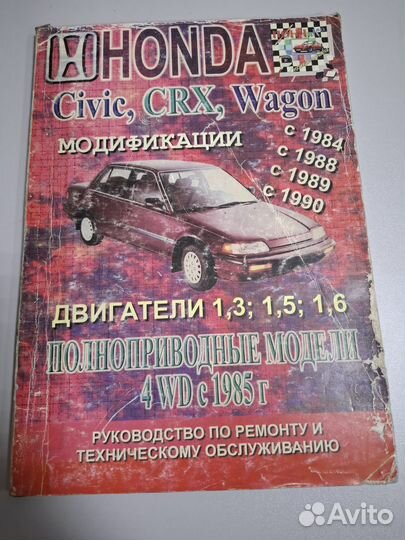 HONDA
Civic, CRX, Wagon
МОДИФИКАЦИИ
с 1984
с 1988
с 1989
с 1990
ДВИГАТЕЛИ 1,3; 1,5; 1,6
ПОЛНОПРИВОДНЫЕ МОДЕЛИ
4 WD с 1985 г
РУКОВОДСТВО ПО РЕМОНТУ И
ТЕХНИЧЕСКОМУ ОБСЛУЖИВАНИЮ
Avito